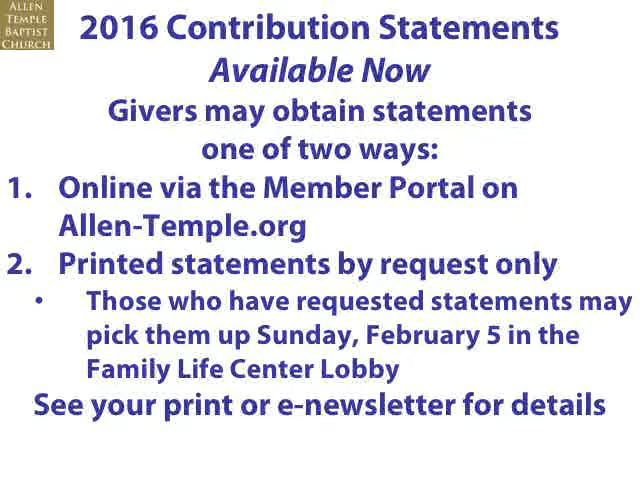 ALLEN
TEMPLE
BAPTIST
CHURCH
2016 Contribution Statements
Available Now
Givers may obtain statements
one of two ways:
1. Online via the Member Portal on
Allen-Temple.org
2. Printed statements by request only
• Those who have requested statements may
pick them up Sunday, February 5 in the
Family Life Center Lobby
See your print or e-newsletter for details